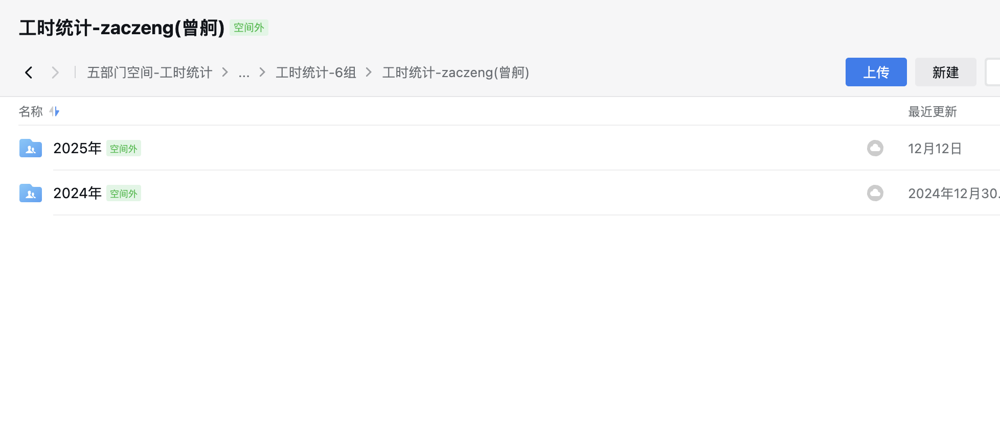 工时统计-zaczeng(曾舸) 空间外
五部门空间-工时统计 > ... > 工时统计-6组 > 工时统计-zaczeng(曾舸)
上传 新建
名称 最近更新
2025年 空间外 12月12日
2024年 空间外 2024年12月30.